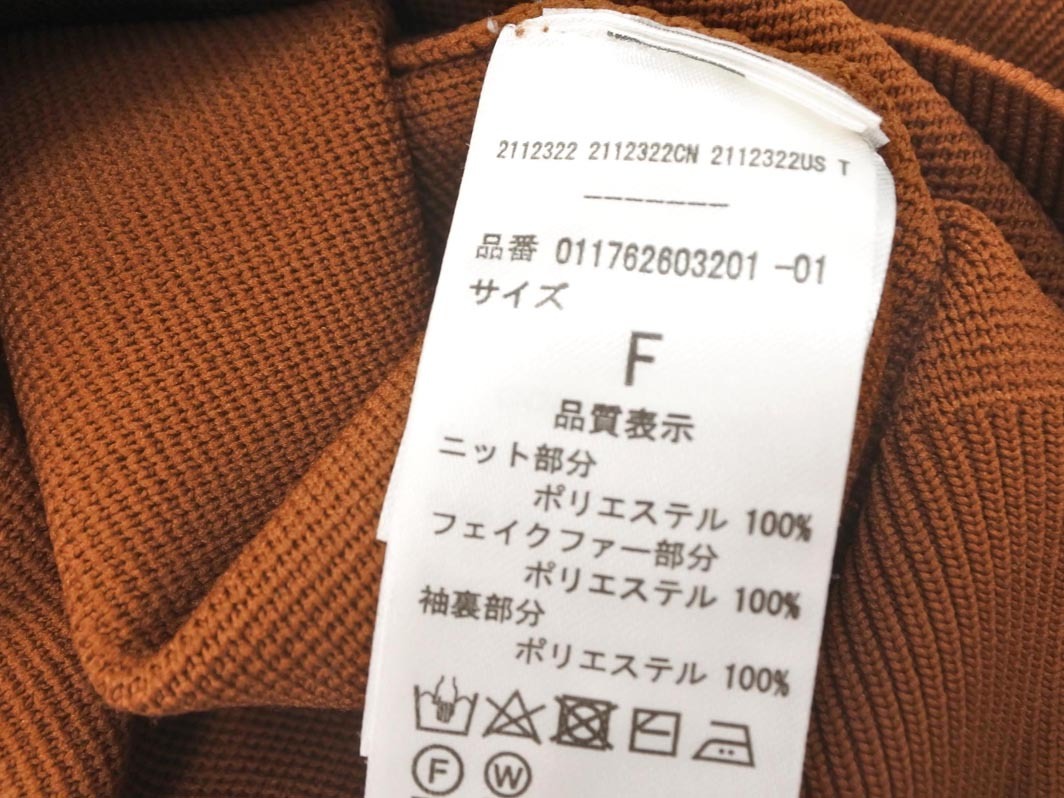 2112322 2112322CN 2112322US T
-------
品番 011762603201 -01
サイズ
F
品質表示
ニット部分
ポリエステル 100%
フェイクファー部分
ポリエステル 100%
袖裏部分
ポリエステル 100%
F W